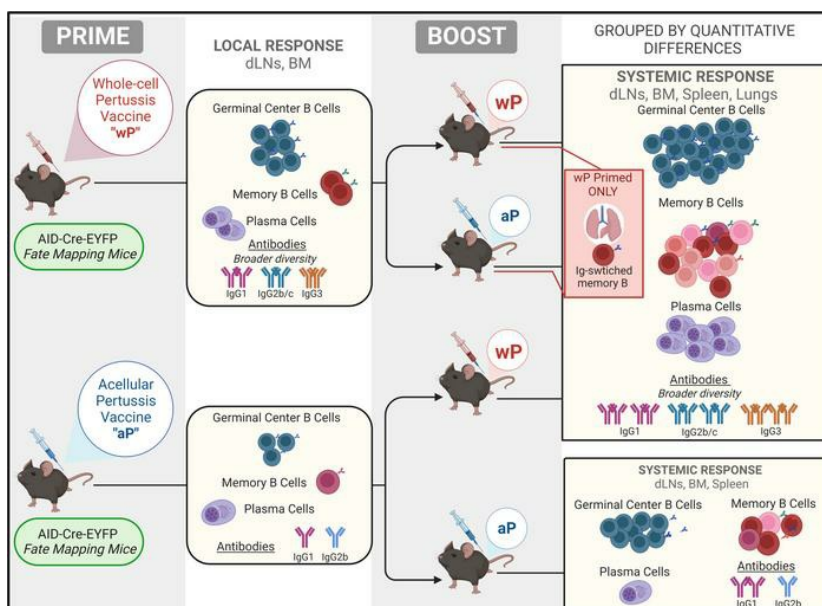 PRIME
LOCAL RESPONSE
dLNs, BM
BOOST
GROUPED BY QUANTITATIVE
DIFFERENCES
Whole-cell
Pertussis
Vaccine
"wP"
AID-Cre-EYFP
Fate Mapping Mice
Germinal Center B Cells
Memory B Cells
Plasma Cells
Antibodies
Broader diversity
IgG1
IgG2b/c
IgG3
wP
aP
wP Primed
ONLY
Ig-swtiched
memory B
SYSTEMIC RESPONSE
dLNs, BM, Spleen, Lungs
Germinal Center B Cells
Memory B Cells
Plasma Cells
Antibodies
Broader diversity
IgG1
IgG2b/c
IgG3
Acellular
Pertussis
Vaccine
"aP"
AID-Cre-EYFP
Fate Mapping Mice
Germinal Center B Cells
Memory B Cells
Plasma Cells
Antibodies
IgG1
IgG2b
wP
aP
SYSTEMIC RESPONSE
dLNs, BM, Spleen
Germinal Center B Cells
Memory B Cells
Plasma Cells
Antibodies
IgG1
IgG2b